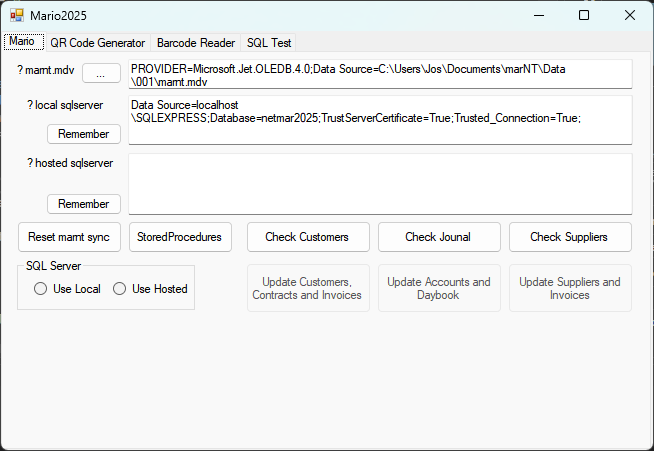 Mario2025
Mario QR Code Generator Barcode Reader SQL Test
? marnt.mdv ... PROVIDER=Microsoft.Jet.OLEDB.4.0;Data Source=C:\Users\Jos\Documents\marNT\Data
\001\marnt.mdv
? local sqlserver Data Source=localhost
\SQLEXPRESS;Database=netmar2025;TrustServerCertificate=True;Trusted_Connection=True;
Remember
? hosted sqlserver
Remember
Reset marnt sync StoredProcedures Check Customers Check Jounal Check Suppliers
SQL Server
Use Local Use Hosted
Update Customers,
Contracts and Invoices
Update Accounts and
Daybook
Update Suppliers and
Invoices